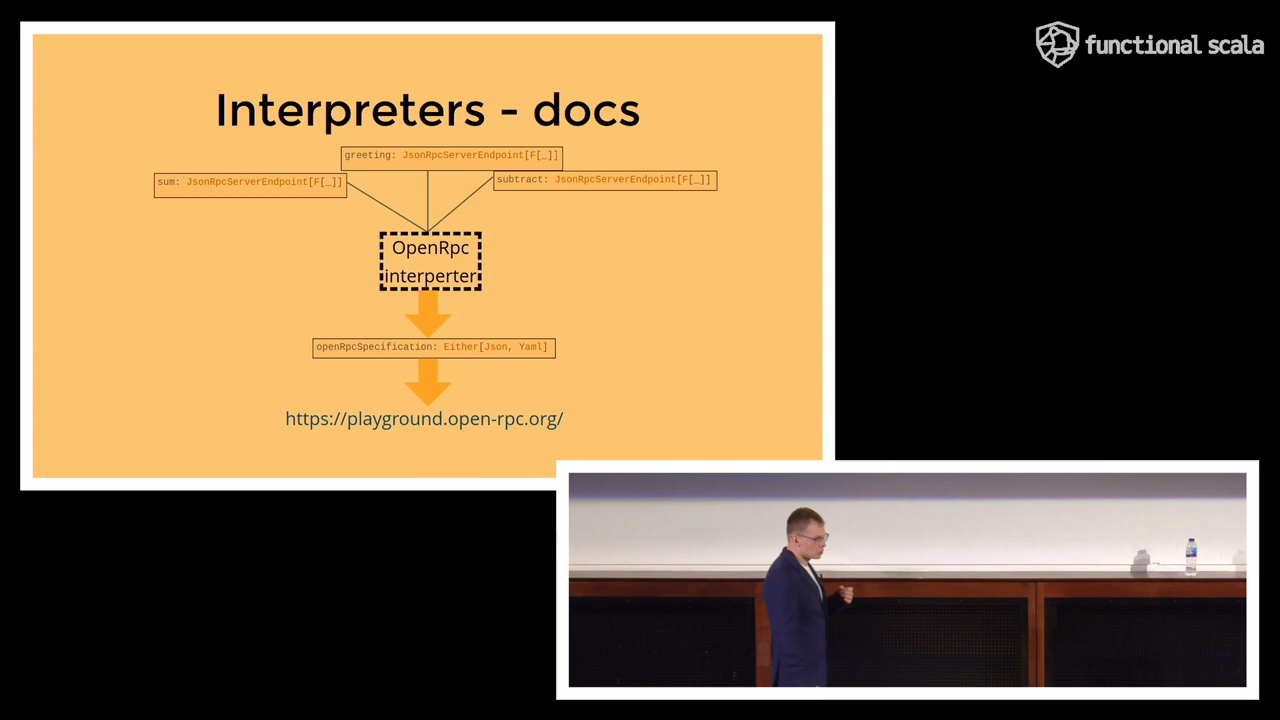 functional scala
Interpreters - docs
greeting: JsonRpcServerEndpoint[F[_]]
sum: JsonRpcServerEndpoint[F[_]]
subtract: JsonRpcServerEndpoint[F[_]]
OpenRpc
interperter
openRpcSpecification: Either[Json, Yaml]
https://playground.open-rpc.org/